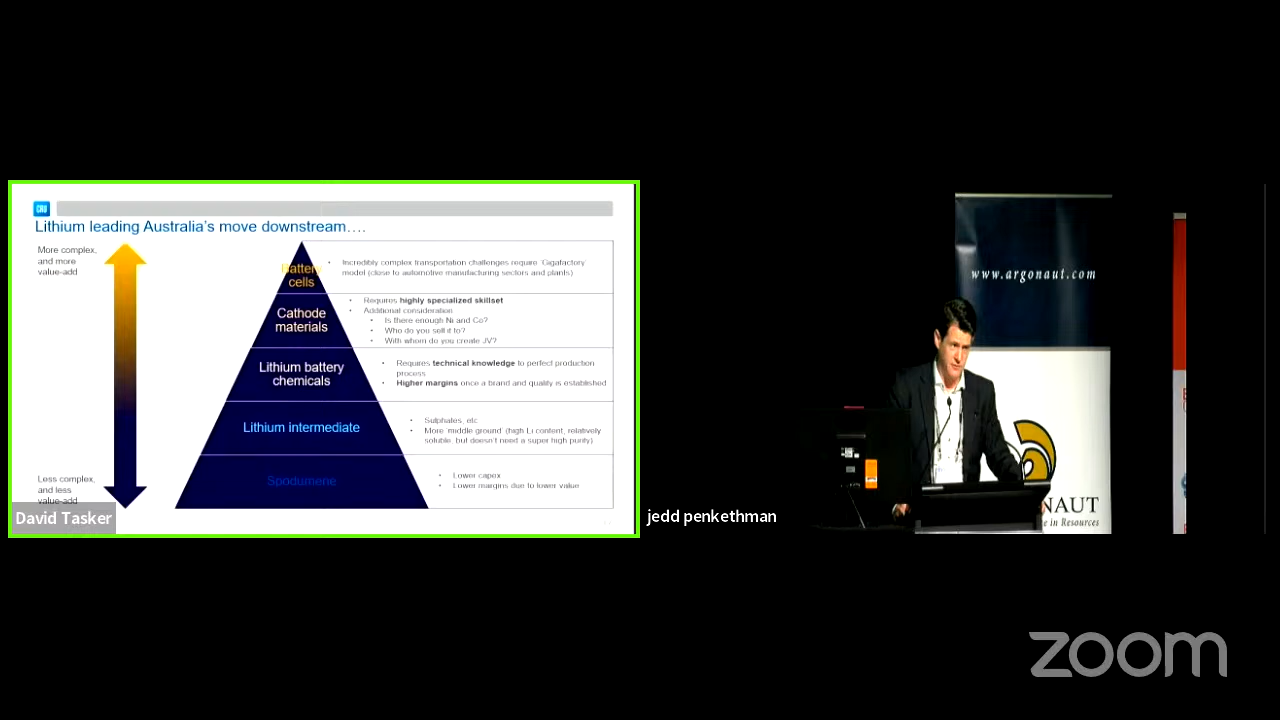 CRU
Lithium leading Australia's move downstream….
More complex,
and more
value-add
Less complex,
and less
value-add
Battery
cells
• Incredibly complex transportation challenges require 'Gigafactory'
model (close to automotive manufacturing sectors and plants)
Cathode
materials
• Requires highly specialized skillset
• Additional consideration
• Is there enough Ni and Co?
• Who do you sell it to?
• With whom do you create JV?
Lithium battery
chemicals
• Requires technical knowledge to perfect production
process
• Higher margins once a brand and quality is established
Lithium intermediate
• Sulphates, etc
• More 'middle ground' (high Li content, relatively
soluble, but doesn't need a super high purity)
Spodumene
• Lower capex
• Lower margins due to lower value
David Tasker
jedd penkethman
www.argonaut.com
NAUT
e in Resources
zoom